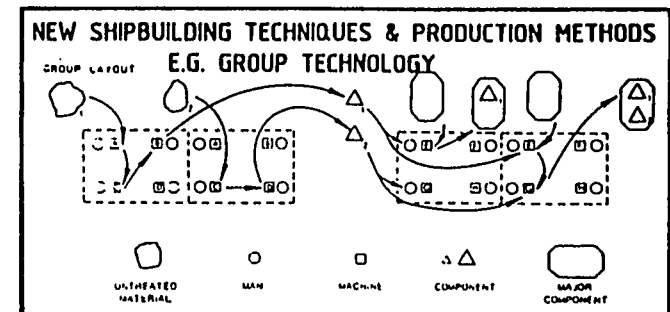 NEW SHIPBUILDING TECHNIQUES & PRODUCTION METHODS
E.G. GROUP TECHNOLOGY
GROUP LAYOUT
UNTREATED MATERIAL
MAN
MACHINE
COMPONENT
MAJOR COMPONENT